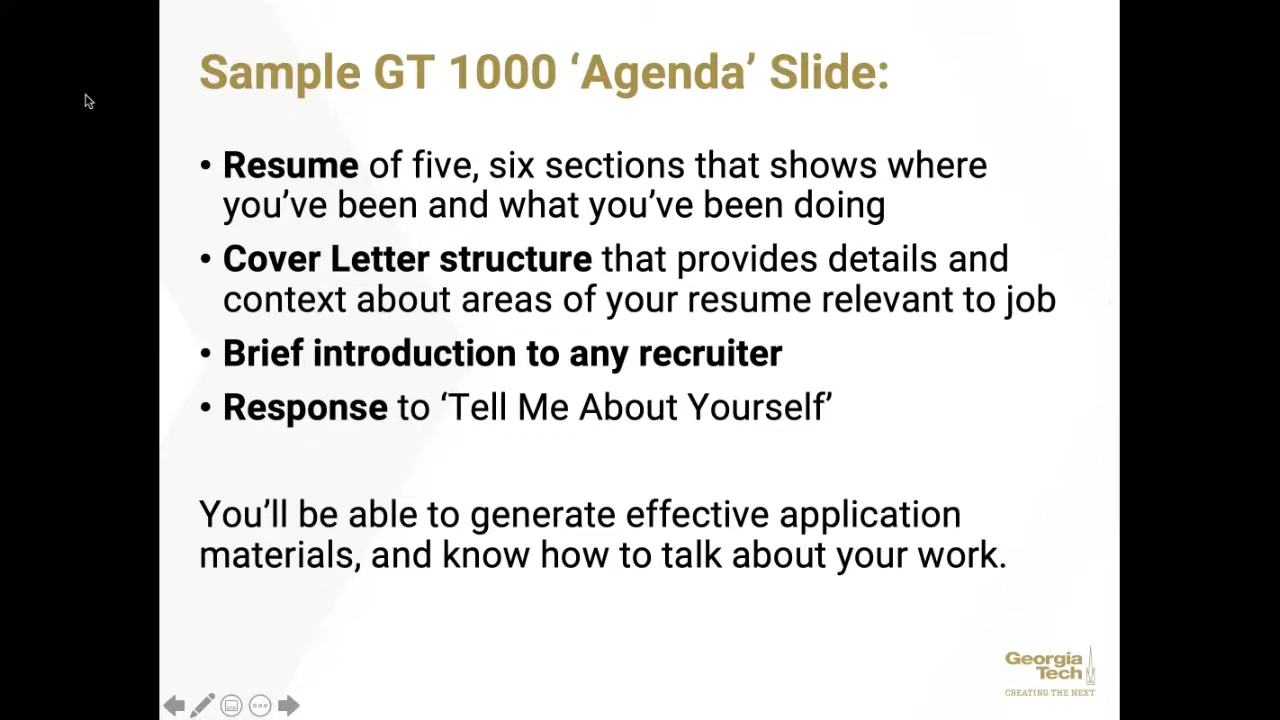 Sample GT 1000 ‘Agenda’ Slide:
• Resume of five, six sections that shows where
you’ve been and what you’ve been doing
• Cover Letter structure that provides details and
context about areas of your resume relevant to job
• Brief introduction to any recruiter
• Response to ‘Tell Me About Yourself’
You’ll be able to generate effective application
materials, and know how to talk about your work.
Georgia
Tech
CREATING THE NEXT